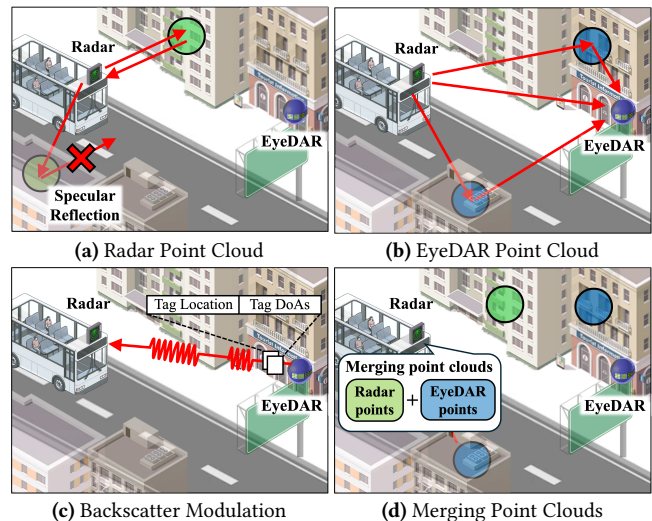 Radar
EyeDAR
Specular
Reflection
(a) Radar Point Cloud
Radar
EyeDAR
(b) EyeDAR Point Cloud
Radar
Tag Location
Tag DoAs
EyeDAR
(c) Backscatter Modulation
Radar
Merging point clouds
Radar
points
+
EyeDAR
points
EyeDAR
(d) Merging Point Clouds